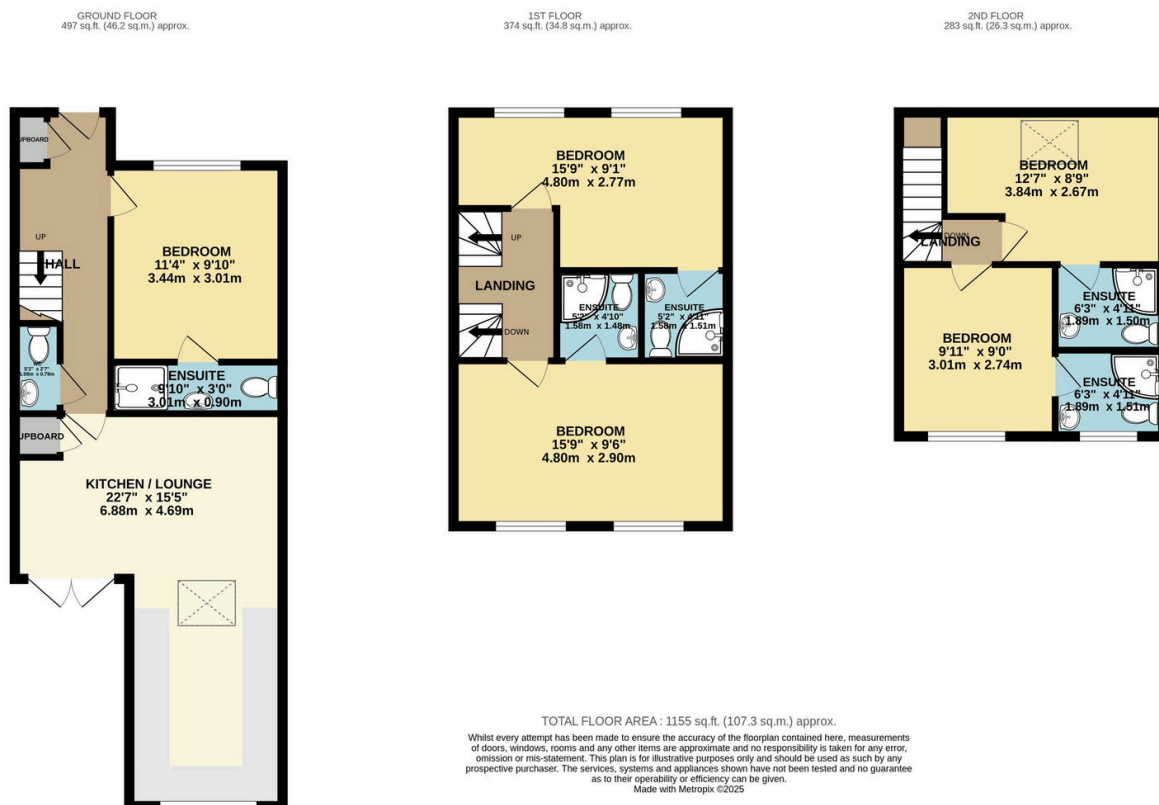 GROUND FLOOR
497 sq.ft. (46.2 sq.m.) approx.
UPBOARD
UP
HALL
BEDROOM
11'4" x 9'10"
3.44m x 3.01m
5'2" x 2'7"
1.58m x 0.79m
ENSUITE
9'10" x 3'0"
3.01m x 0.90m
UPBOARD
KITCHEN / LOUNGE
22'7" x 15'5"
6.88m x 4.69m
1ST FLOOR
374 sq.ft. (34.8 sq.m.) approx.
BEDROOM
15'9" x 9'1"
4.80m x 2.77m
UP
LANDING
DOWN
ENSUITE
5'2" x 4'10"
1.58m x 1.48m
ENSUITE
5'2" x 4'11"
1.58m x 1.51m
BEDROOM
15'9" x 9'6"
4.80m x 2.90m
2ND FLOOR
283 sq.ft. (26.3 sq.m.) approx.
BEDROOM
12'7" x 8'9"
3.84m x 2.67m
DOWN
LANDING
ENSUITE
6'3" x 4'11"
1.89m x 1.50m
BEDROOM
9'11" x 9'0"
3.01m x 2.74m
ENSUITE
6'3" x 4'11"
1.89m x 1.51m
TOTAL FLOOR AREA : 1155 sq.ft. (107.3 sq.m.) approx.
Whilst every attempt has been made to ensure the accuracy of the floorplan contained here, measurements
of doors, windows, rooms and any other items are approximate and no responsibility is taken for any error,
omission or mis-statement. This plan is for illustrative purposes only and should be used as such by any
prospective purchaser. The services, systems and appliances shown have not been tested and no guarantee
as to their operability or efficiency can be given.
Made with Metropix ©2025